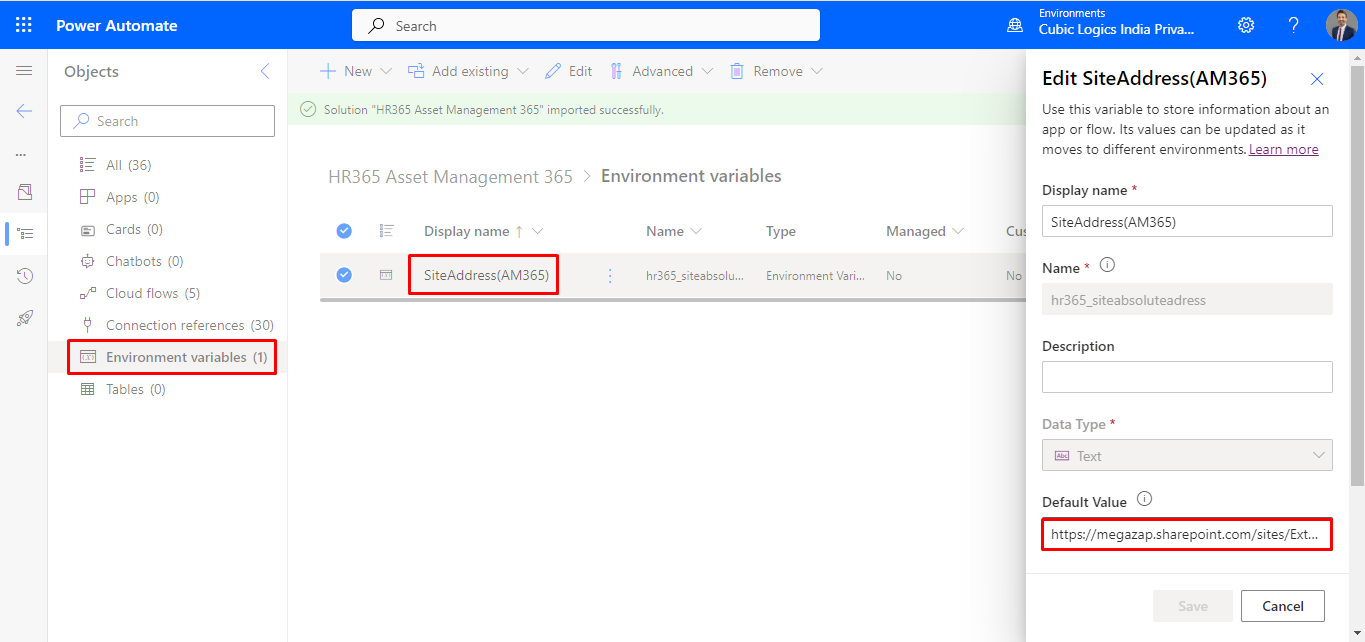 Power Automate
Search
Environments
Cubic Logics India Priva...
?
Objects
Search
All (36)
Apps (0)
Cards (0)
Chatbots (0)
Cloud flows (5)
Connection references (30)
Environment variables (1)
Tables (0)
New
Add existing
Edit
Advanced
Remove
Solution "HR365 Asset Management 365" imported successfully.
HR365 Asset Management 365 > Environment variables
Display name ↑ Name Type Managed Cus
SiteAddress(AM365) hr365_siteabsolu... Environment Vari... No No
Edit SiteAddress(AM365)
Use this variable to store information about an
app or flow. Its values can be updated as it
moves to different environments. Learn more
Display name *
SiteAddress(AM365)
Name *
hr365_siteabsoluteadress
Description
Data Type *
Abc Text
Default Value
https://megazap.sharepoint.com/sites/Ext...
Save
Cancel